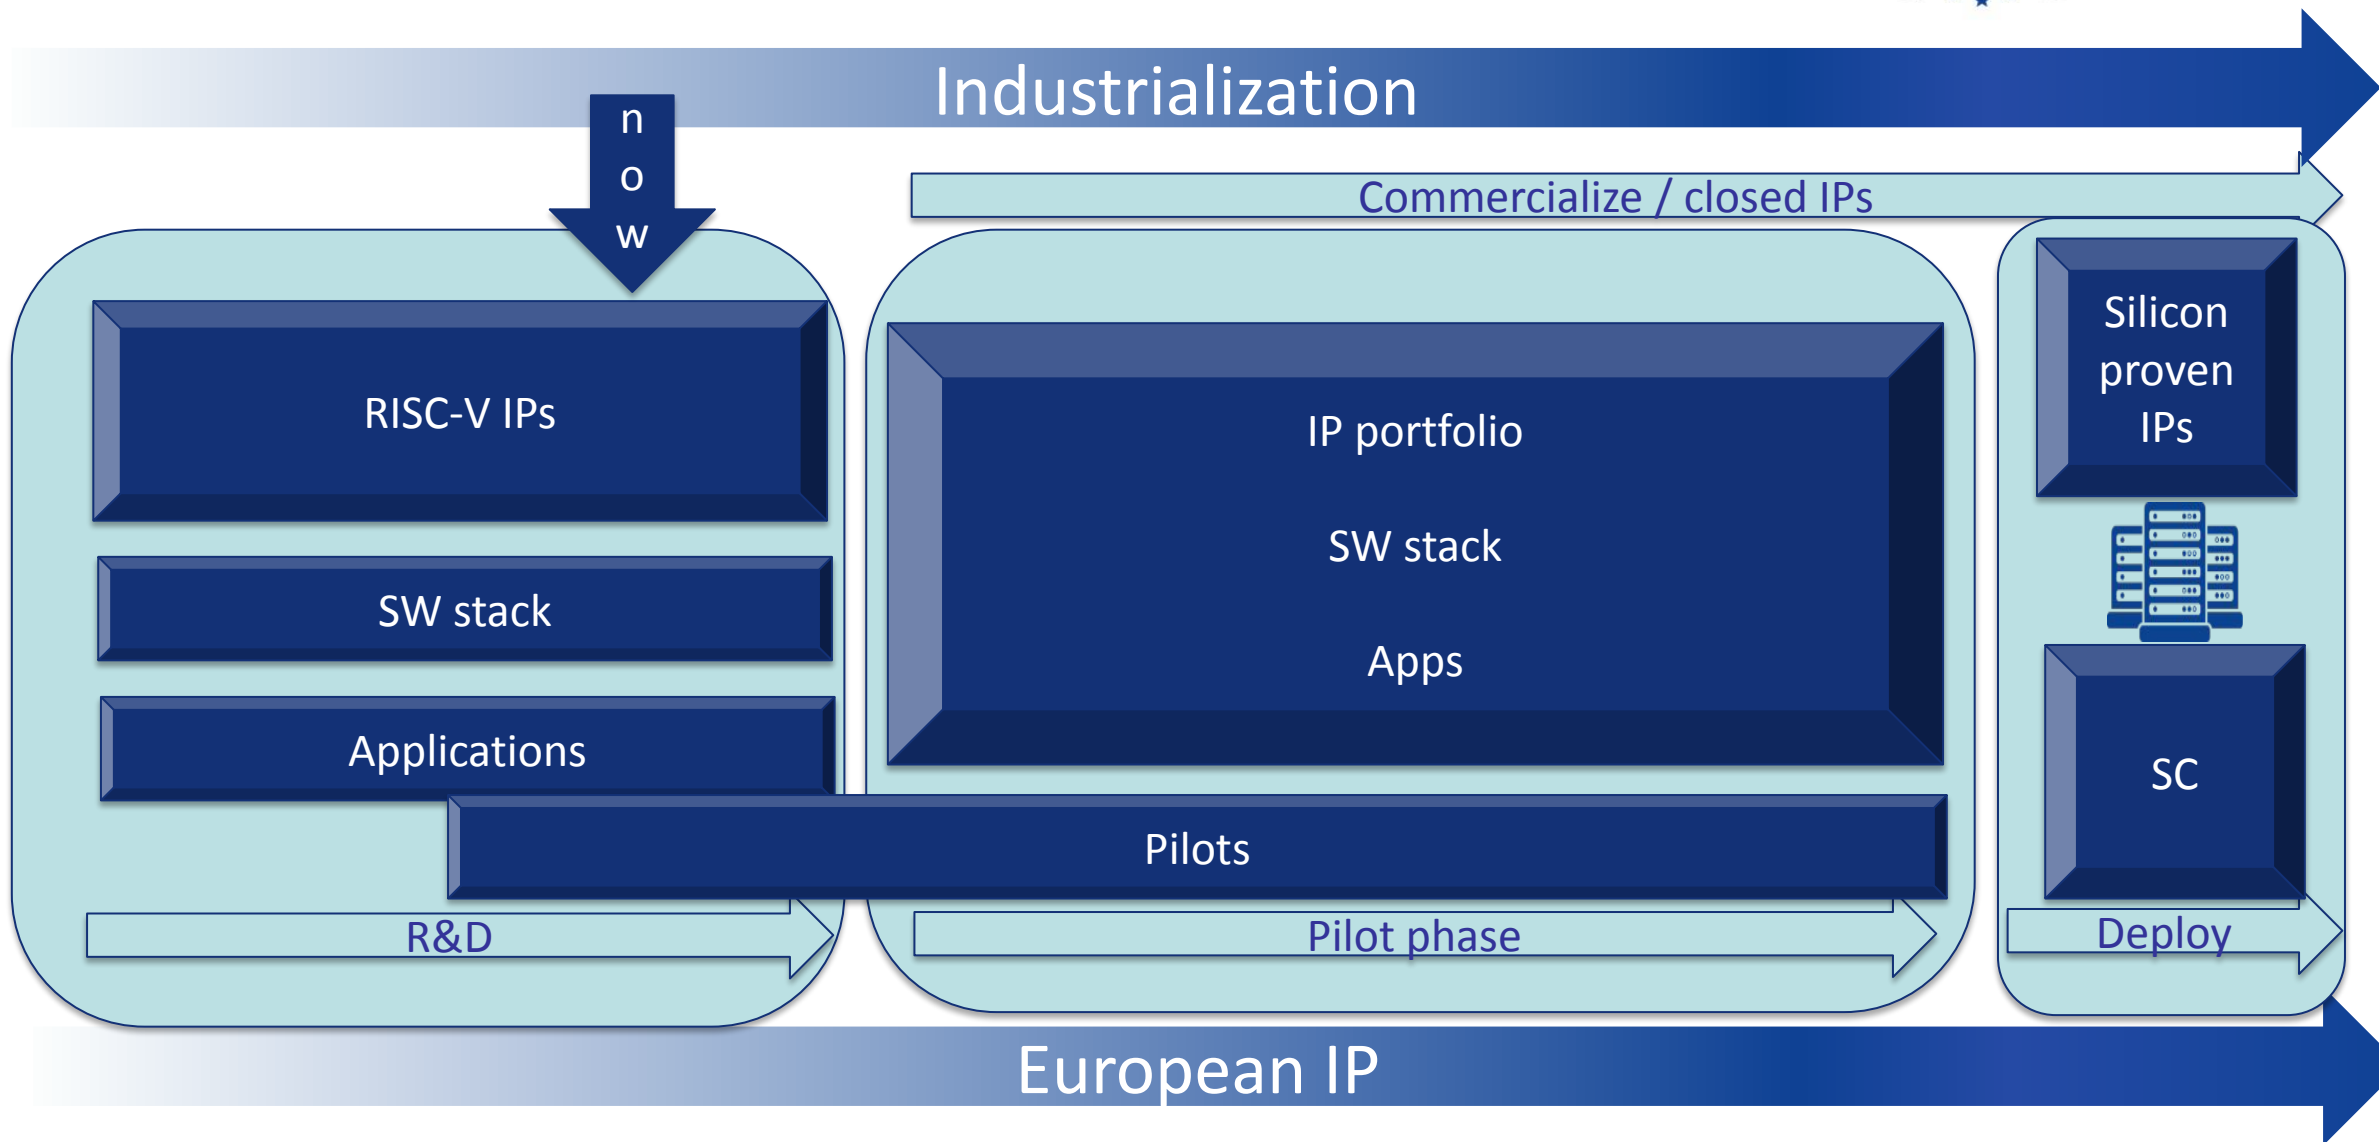 Industrialization
n
o
w
Commercialize / closed IPs
RISC-V IPs
SW stack
Applications
IP portfolio
SW stack
Apps
Silicon
proven
IPs
SC
Pilots
R&D
Pilot phase
Deploy
European IP